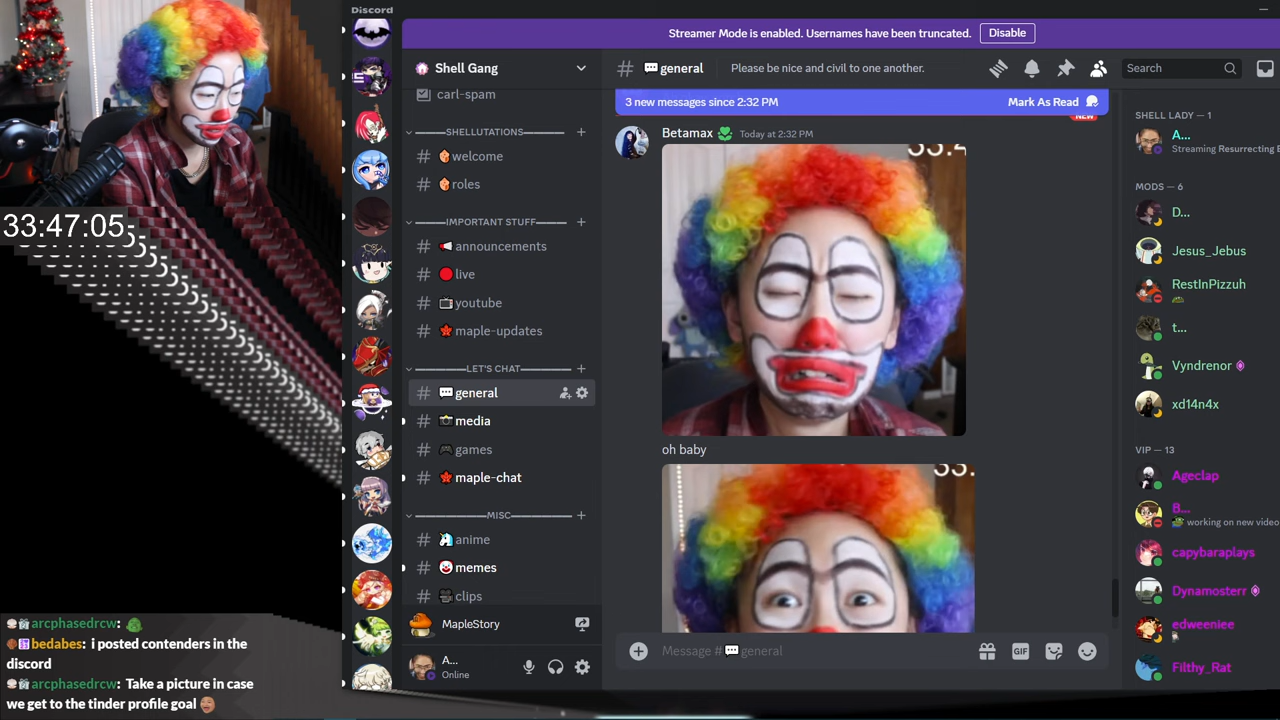 Discord
Streamer Mode is enabled. Usernames have been truncated.
Disable
Shell Gang
# general
Please be nice and civil to one another.
Search
carl-spam
SHELLUTATIONS
# welcome
# roles
IMPORTANT STUFF
# announcements
# live
# youtube
# maple-updates
LET'S CHAT
# general
# media
# games
# maple-chat
MISC
# anime
# memes
# clips
MapleStory
A...
Online
3 new messages since 2:32 PM
Mark As Read
NEW
Betamax
Today at 2:32 PM
oh baby
Message # general
GIF
SHELL LADY — 1
A...
Streaming Resurrecting E
MODS — 6
D...
Jesus_Jebus
RestInPizzuh
t...
Vyndrenor
xd14n4x
VIP — 13
Ageclap
B...
working on new video
capybaraplays
Dynamosterr
edweeniee
Filthy_Rat
33:47:05
arcphasedrcw:
bedabes: i posted contenders in the
discord
arcphasedrcw: Take a picture in case
we get to the tinder profile goal